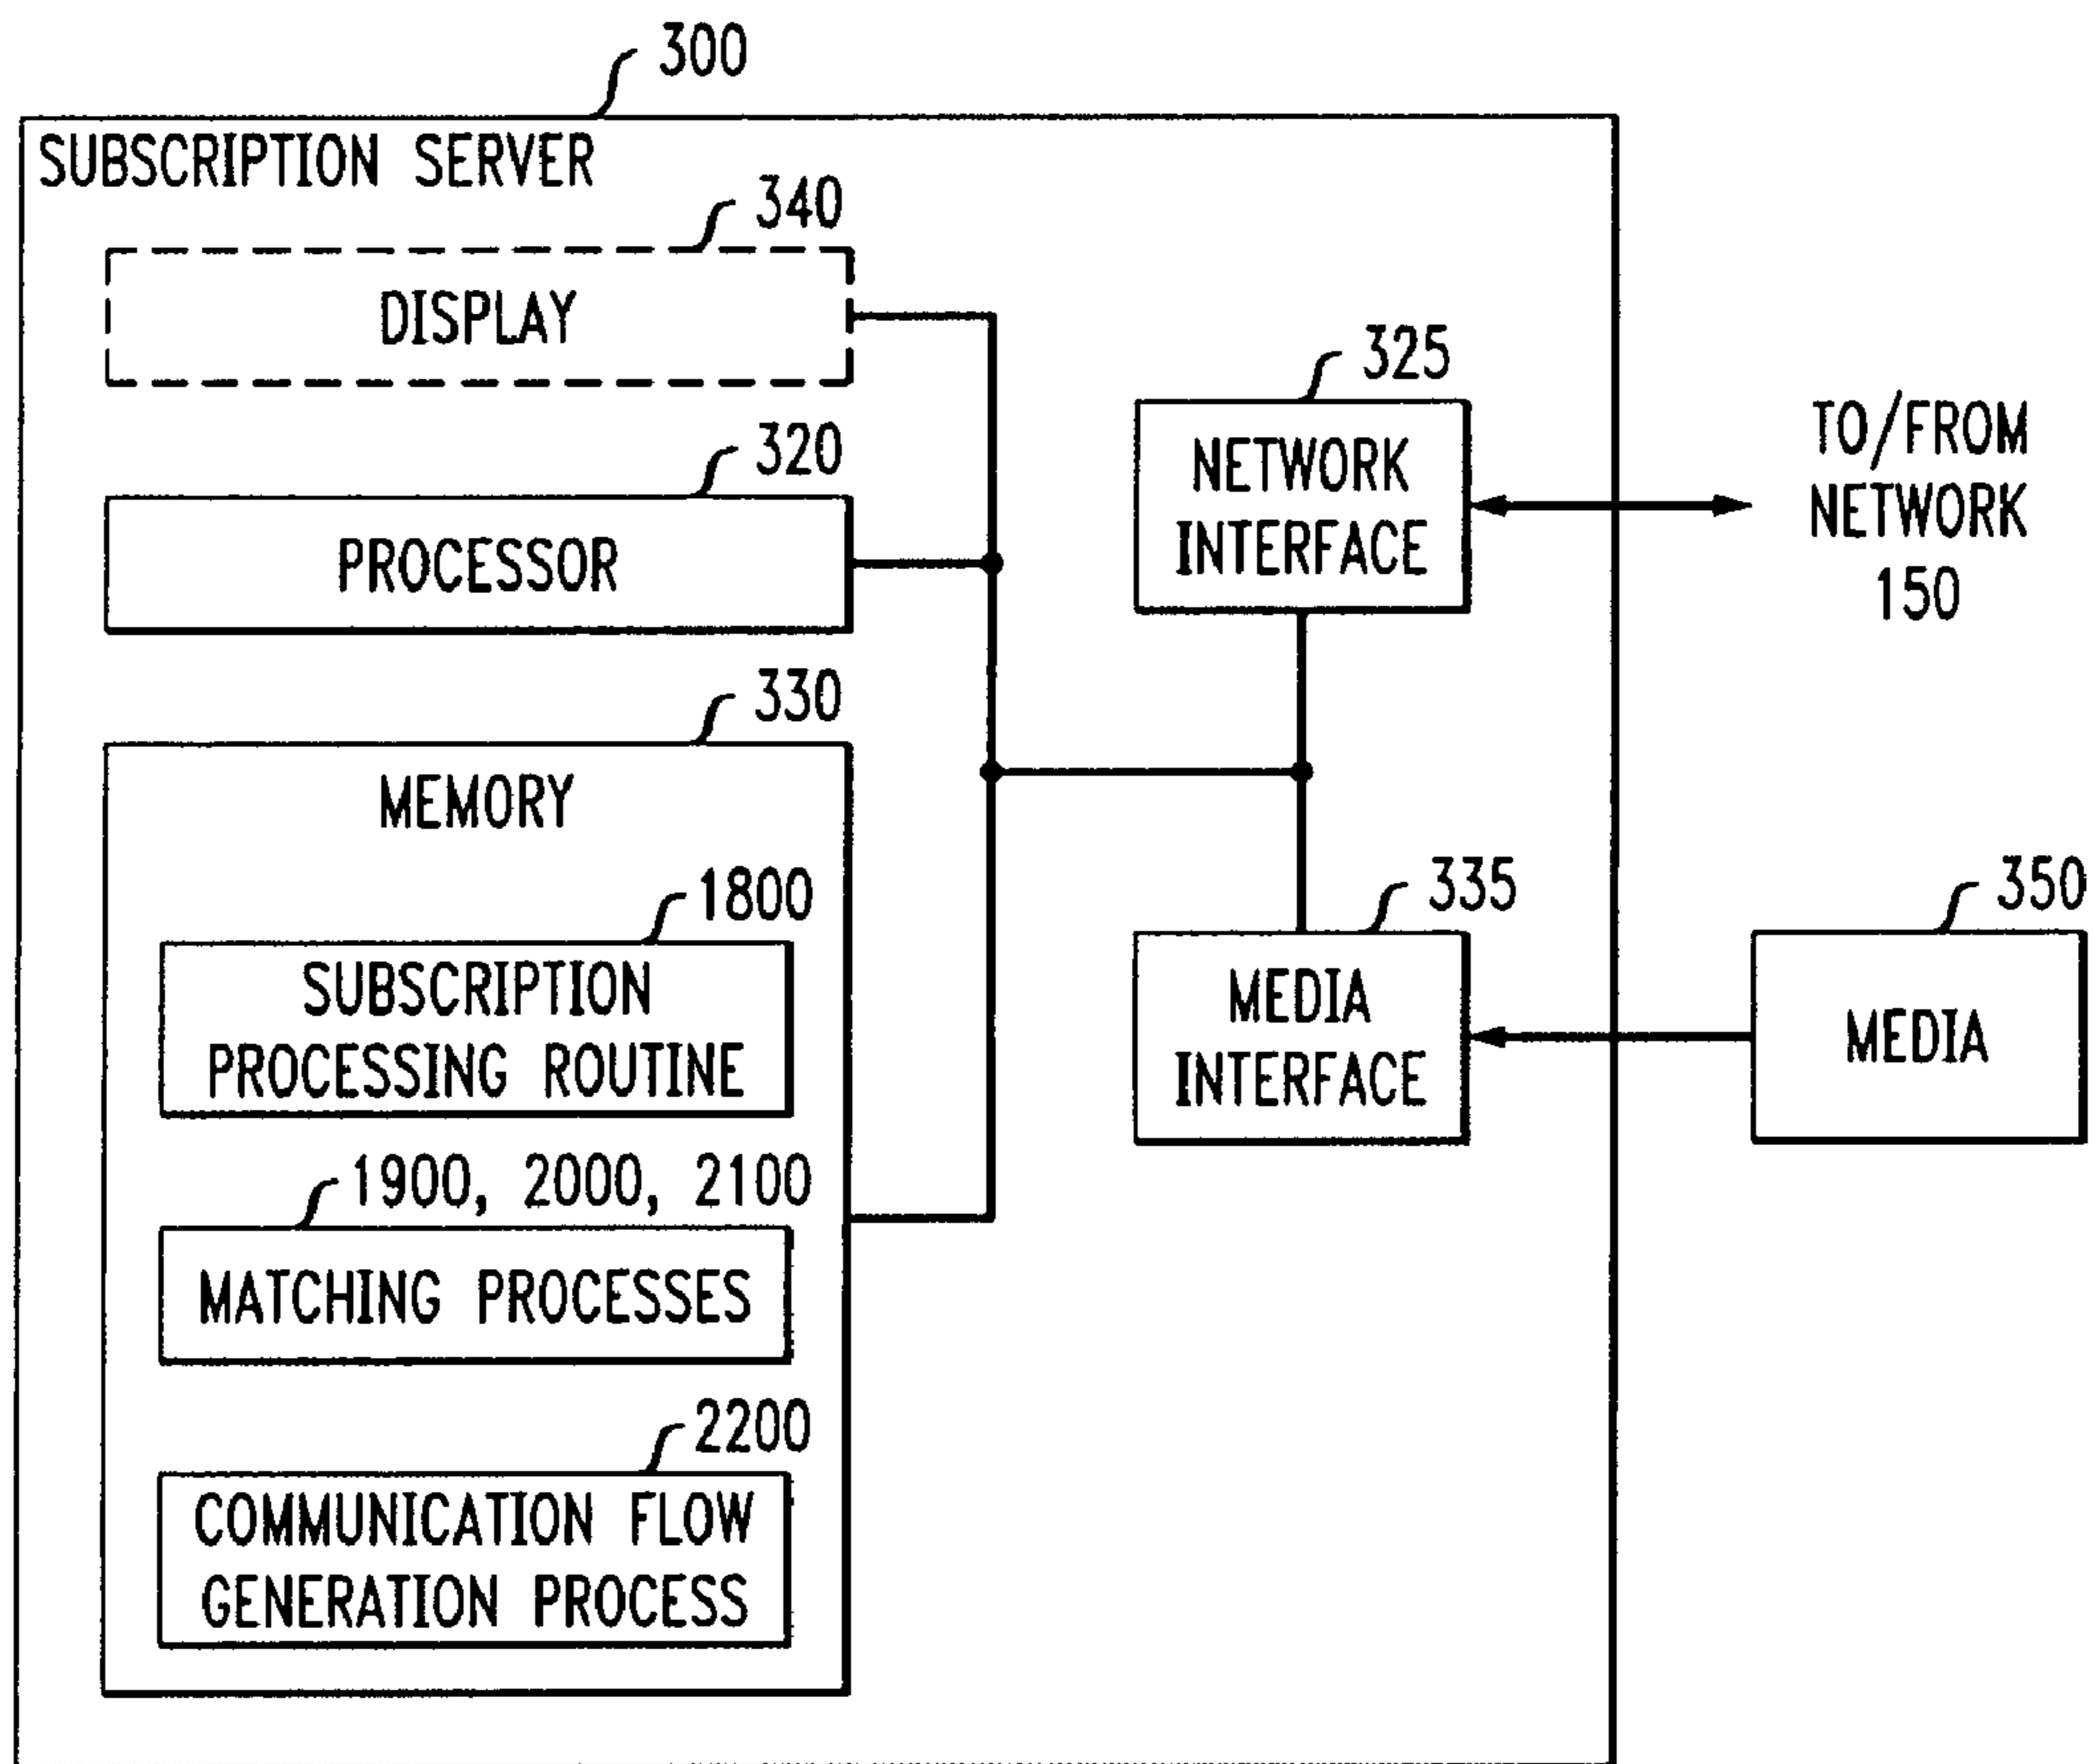 300
SUBSCRIPTION SERVER
340
DISPLAY
320
PROCESSOR
325
NETWORK
INTERFACE
TO/FROM
NETWORK
150
330
MEMORY
1800
SUBSCRIPTION
PROCESSING ROUTINE
1900, 2000, 2100
MATCHING PROCESSES
2200
COMMUNICATION FLOW
GENERATION PROCESS
335
MEDIA
INTERFACE
350
MEDIA